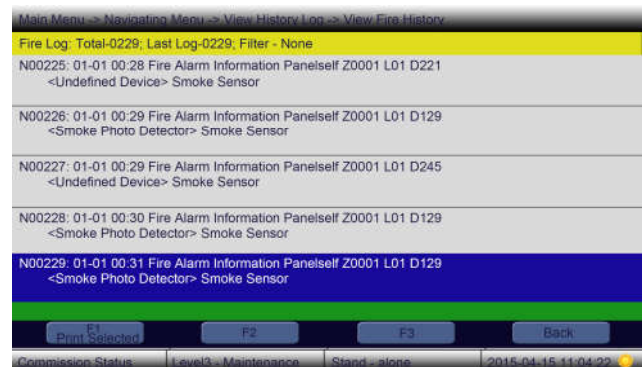 Main Menu -> Navigating Menu -> View History Log -> View Fire History
Fire Log: Total-0229; Last Log-0229; Filter - None
N00225: 01-01 00:28 Fire Alarm Information Panelself Z0001 L01 D221
<Undefined Device> Smoke Sensor
N00226: 01-01 00:29 Fire Alarm Information Panelself Z0001 L01 D129
<Smoke Photo Detector> Smoke Sensor
N00227: 01-01 00:29 Fire Alarm Information Panelself Z0001 L01 D245
<Undefined Device> Smoke Sensor
N00228: 01-01 00:30 Fire Alarm Information Panelself Z0001 L01 D129
<Smoke Photo Detector> Smoke Sensor
N00229: 01-01 00:31 Fire Alarm Information Panelself Z0001 L01 D129
<Smoke Photo Detector> Smoke Sensor
F1 F2 F3 Back
Print Selected
Commission Status Level3 - Maintenance Stand - alone 2015-04-15 11:04:22